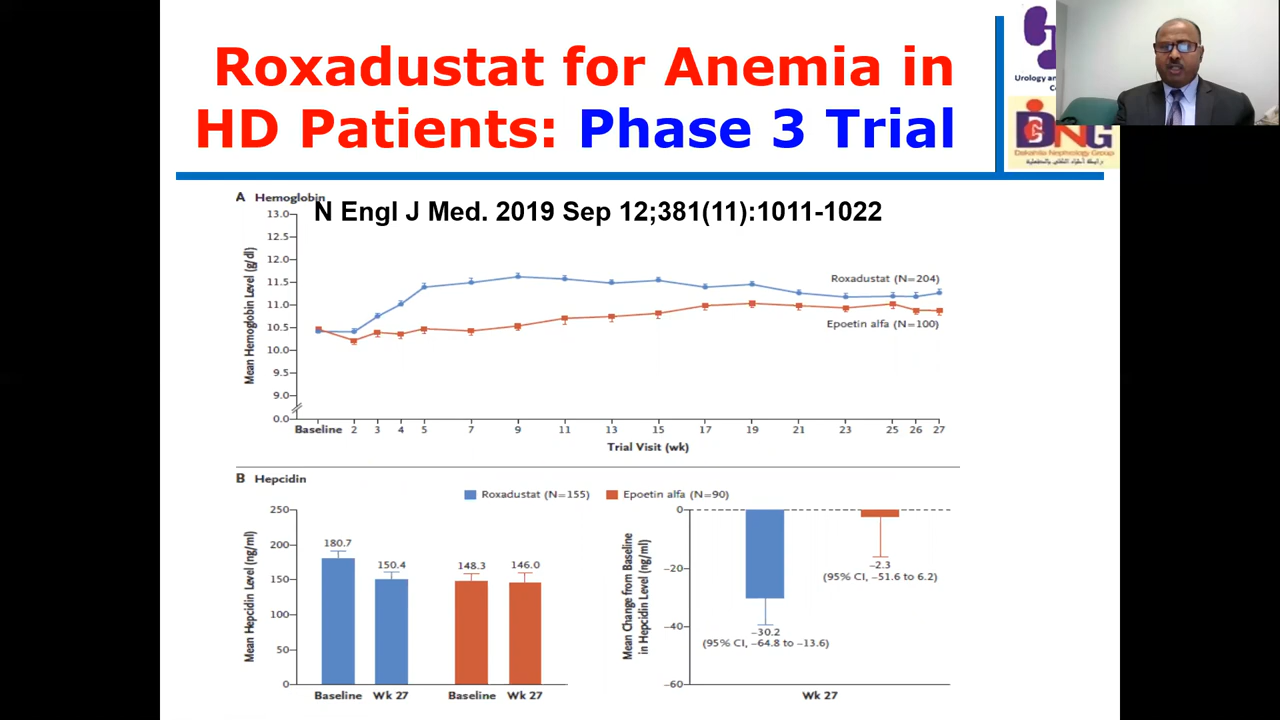 Roxadustat for Anemia in
HD Patients: Phase 3 Trial
Urology an
C
DNG
Dakahlia Nephrology Group
A Hemoglobin
N Engl J Med. 2019 Sep 12;381(11):1011-1022
Mean Hemoglobin Level (g/dl)
13.0
12.5
12.0
11.5
11.0
10.5
10.0
9.5
9.0
0.0
Roxadustat (N=204)
Epoetin alfa (N=100)
Baseline 2 3 4 5 7 9 11 13 15 17 19 21 23 25 26 27
Trial Visit (wk)
B Hepcidin
Roxadustat (N=155) Epoetin alfa (N=90)
Mean Hepcidin Level (ng/ml)
250
200
150
100
50
0
180.7
150.4
148.3
146.0
Baseline Wk 27 Baseline Wk 27
Mean Change from Baseline
in Hepcidin Level (ng/ml)
0
−20
−40
−60
−30.2
(95% CI, −64.8 to −13.6)
−2.3
(95% CI, −51.6 to 6.2)
Wk 27